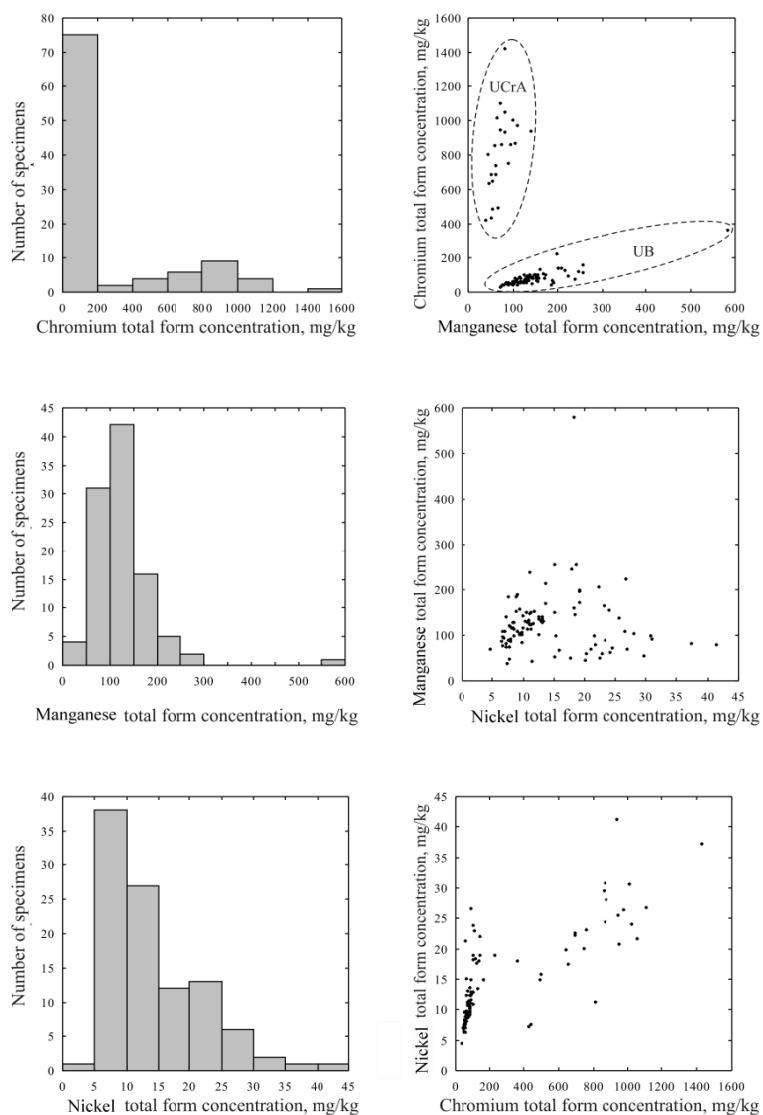 80
70
60
50
40
30
20
10
0
Number of specimens
0 200 400 600 800 1000 1200 1400 1600
Chromium total form concentration, mg/kg
1600
1400
1200
1000
800
600
400
200
0
Chromium total form concentration, mg/kg
UCrA
UB
0 100 200 300 400 500 600
Manganese total form concentration, mg/kg
45
40
35
30
25
20
15
10
5
0
Number of specimens
0 100 200 300 400 500 600
Manganese total form concentration, mg/kg
600
500
400
300
200
100
0
Manganese total form concentration, mg/kg
0 5 10 15 20 25 30 35 40 45
Nickel total form concentration, mg/kg
40
35
30
25
20
15
10
5
0
Number of specimens
0 5 10 15 20 25 30 35 40 45
Nickel total form concentration, mg/kg
45
40
35
30
25
20
15
10
5
0
Nickel total form concentration, mg/kg
0 200 400 600 800 1000 1200 1400 1600
Chromium total form concentration, mg/kg